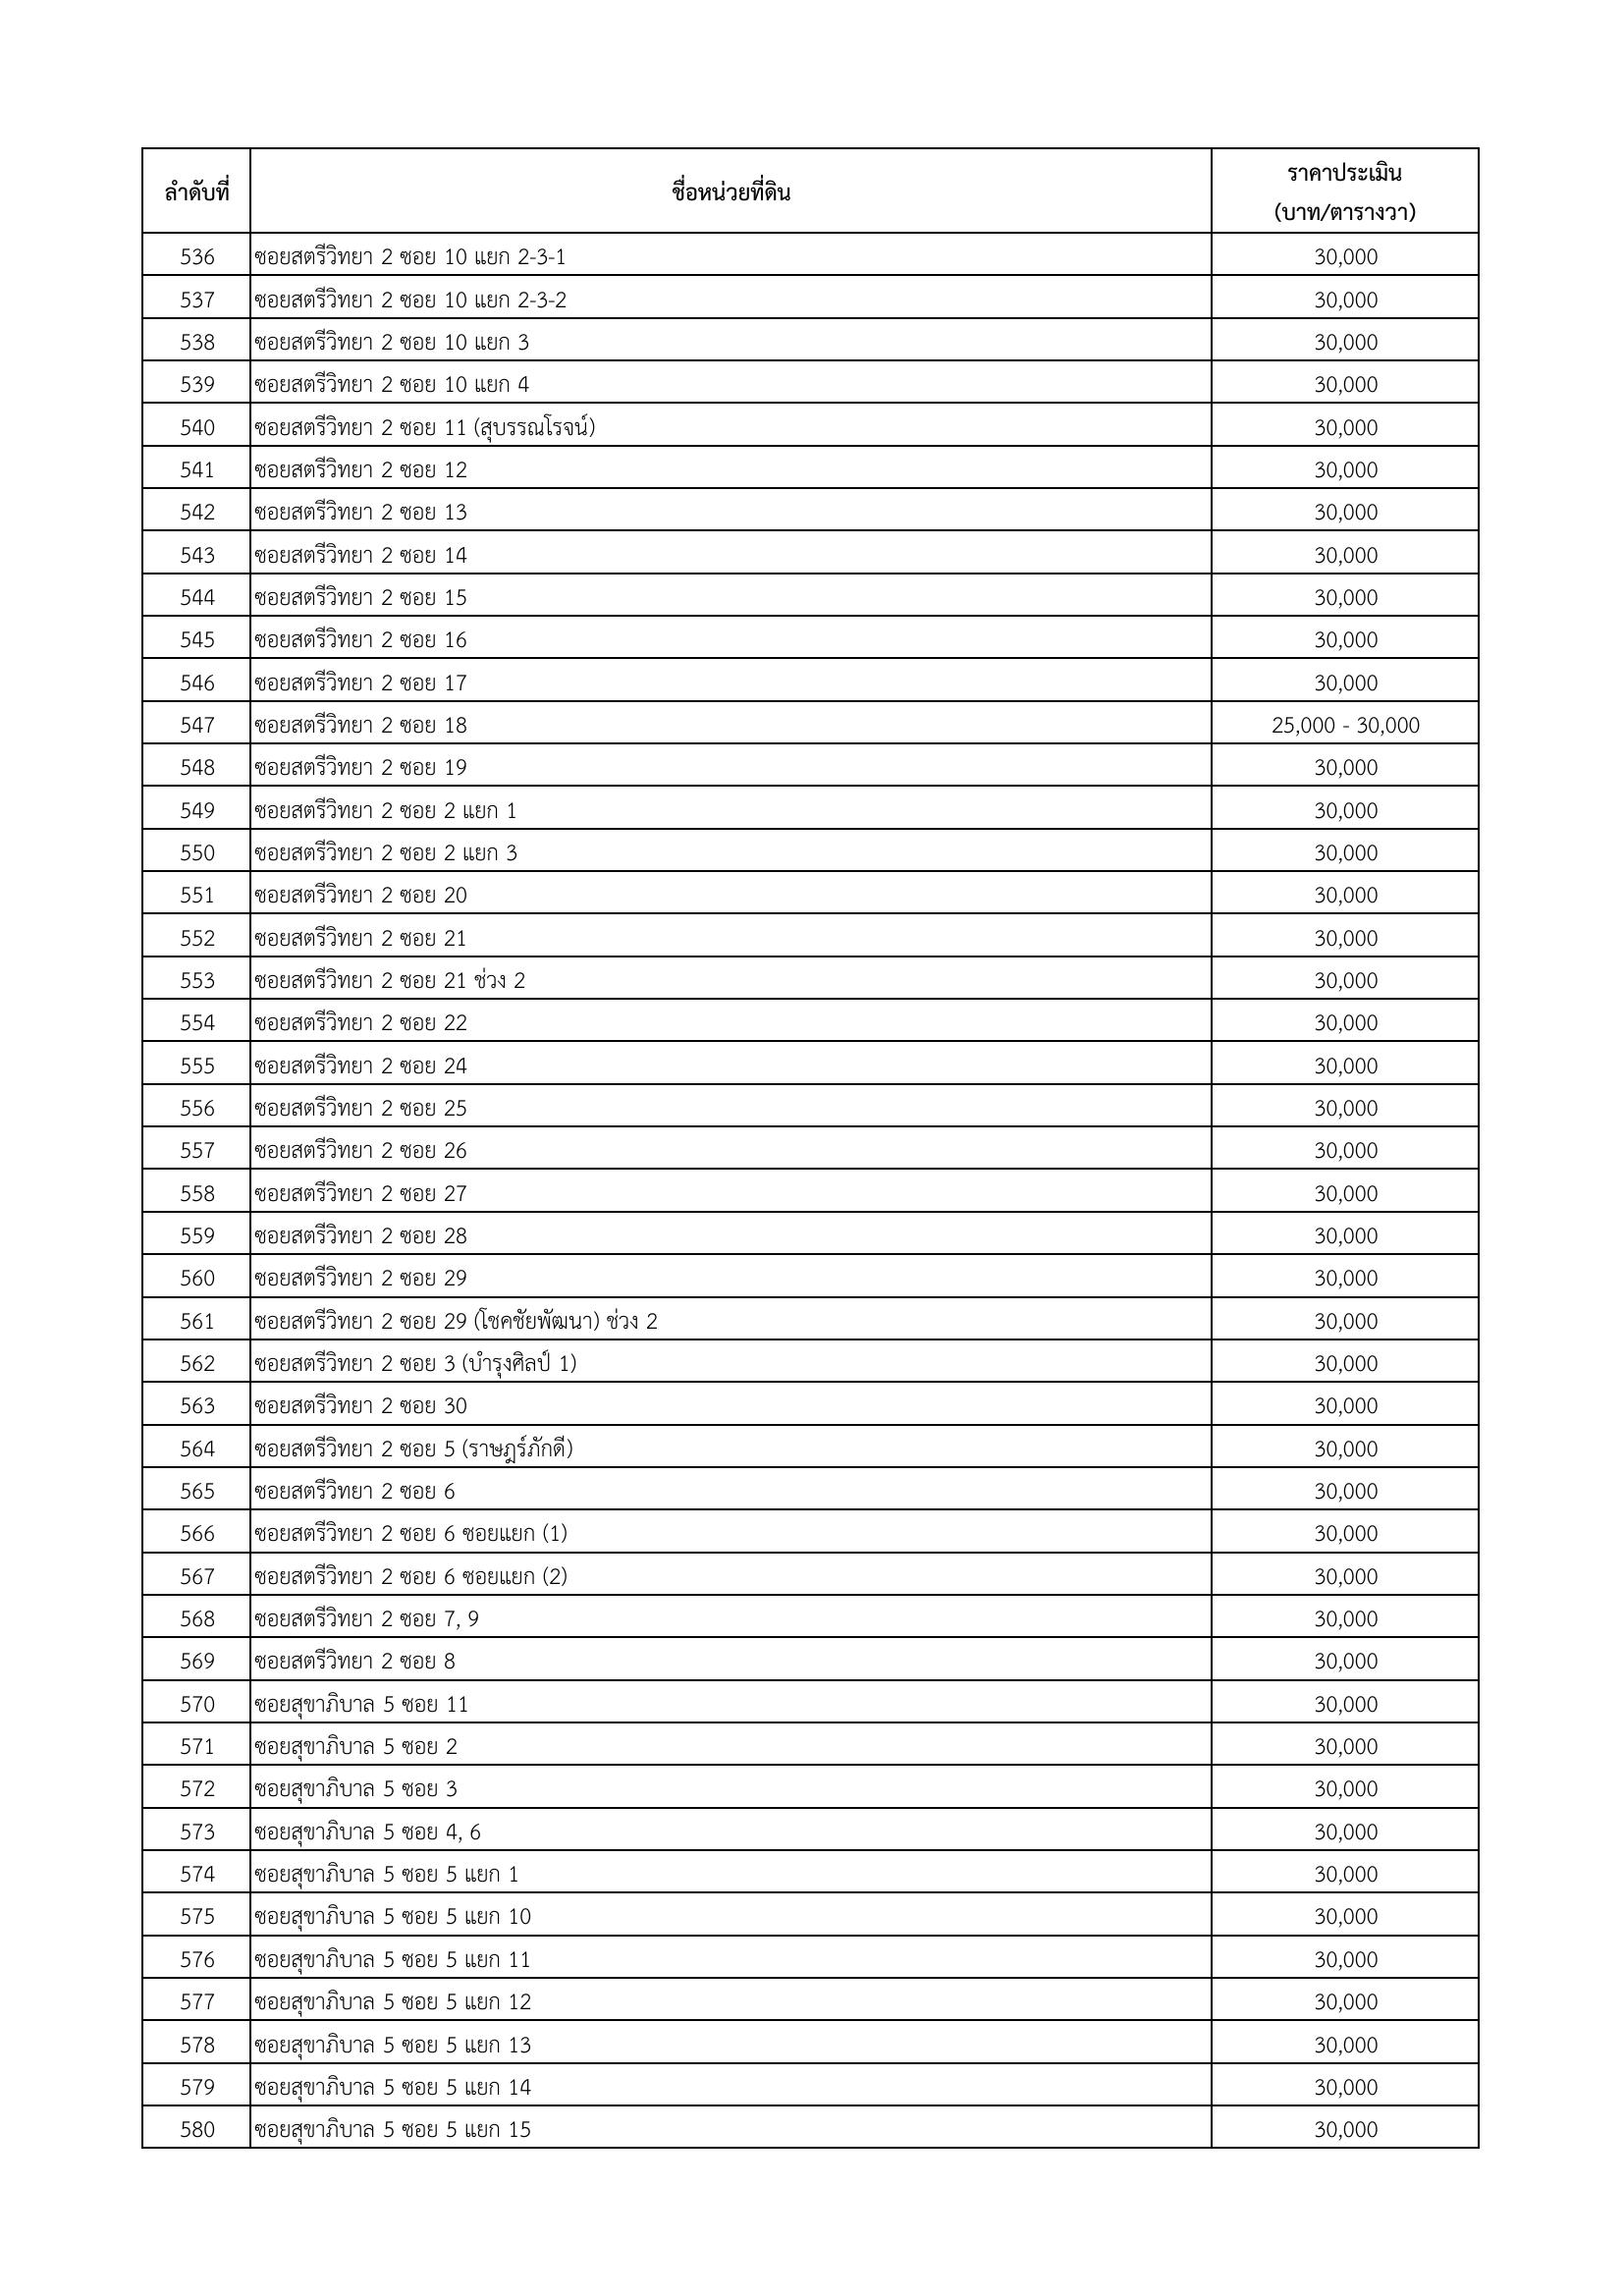 ลำดับที่ ชื่อหน่วยที่ดิน ราคาประเมิน
(บาท/ตารางวา)
536 ซอยสตรีวิทยา 2 ซอย 10 แยก 2-3-1 30,000
537 ซอยสตรีวิทยา 2 ซอย 10 แยก 2-3-2 30,000
538 ซอยสตรีวิทยา 2 ซอย 10 แยก 3 30,000
539 ซอยสตรีวิทยา 2 ซอย 10 แยก 4 30,000
540 ซอยสตรีวิทยา 2 ซอย 11 (สุบรรณโรจน์) 30,000
541 ซอยสตรีวิทยา 2 ซอย 12 30,000
542 ซอยสตรีวิทยา 2 ซอย 13 30,000
543 ซอยสตรีวิทยา 2 ซอย 14 30,000
544 ซอยสตรีวิทยา 2 ซอย 15 30,000
545 ซอยสตรีวิทยา 2 ซอย 16 30,000
546 ซอยสตรีวิทยา 2 ซอย 17 30,000
547 ซอยสตรีวิทยา 2 ซอย 18 25,000 - 30,000
548 ซอยสตรีวิทยา 2 ซอย 19 30,000
549 ซอยสตรีวิทยา 2 ซอย 2 แยก 1 30,000
550 ซอยสตรีวิทยา 2 ซอย 2 แยก 3 30,000
551 ซอยสตรีวิทยา 2 ซอย 20 30,000
552 ซอยสตรีวิทยา 2 ซอย 21 30,000
553 ซอยสตรีวิทยา 2 ซอย 21 ช่วง 2 30,000
554 ซอยสตรีวิทยา 2 ซอย 22 30,000
555 ซอยสตรีวิทยา 2 ซอย 24 30,000
556 ซอยสตรีวิทยา 2 ซอย 25 30,000
557 ซอยสตรีวิทยา 2 ซอย 26 30,000
558 ซอยสตรีวิทยา 2 ซอย 27 30,000
559 ซอยสตรีวิทยา 2 ซอย 28 30,000
560 ซอยสตรีวิทยา 2 ซอย 29 30,000
561 ซอยสตรีวิทยา 2 ซอย 29 (โชคชัยพัฒนา) ช่วง 2 30,000
562 ซอยสตรีวิทยา 2 ซอย 3 (บำรุงศิลป์ 1) 30,000
563 ซอยสตรีวิทยา 2 ซอย 30 30,000
564 ซอยสตรีวิทยา 2 ซอย 5 (ราษฎร์ภักดี) 30,000
565 ซอยสตรีวิทยา 2 ซอย 6 30,000
566 ซอยสตรีวิทยา 2 ซอย 6 ซอยแยก (1) 30,000
567 ซอยสตรีวิทยา 2 ซอย 6 ซอยแยก (2) 30,000
568 ซอยสตรีวิทยา 2 ซอย 7, 9 30,000
569 ซอยสตรีวิทยา 2 ซอย 8 30,000
570 ซอยสุขาภิบาล 5 ซอย 11 30,000
571 ซอยสุขาภิบาล 5 ซอย 2 30,000
572 ซอยสุขาภิบาล 5 ซอย 3 30,000
573 ซอยสุขาภิบาล 5 ซอย 4, 6 30,000
574 ซอยสุขาภิบาล 5 ซอย 5 แยก 1 30,000
575 ซอยสุขาภิบาล 5 ซอย 5 แยก 10 30,000
576 ซอยสุขาภิบาล 5 ซอย 5 แยก 11 30,000
577 ซอยสุขาภิบาล 5 ซอย 5 แยก 12 30,000
578 ซอยสุขาภิบาล 5 ซอย 5 แยก 13 30,000
579 ซอยสุขาภิบาล 5 ซอย 5 แยก 14 30,000
580 ซอยสุขาภิบาล 5 ซอย 5 แยก 15 30,000